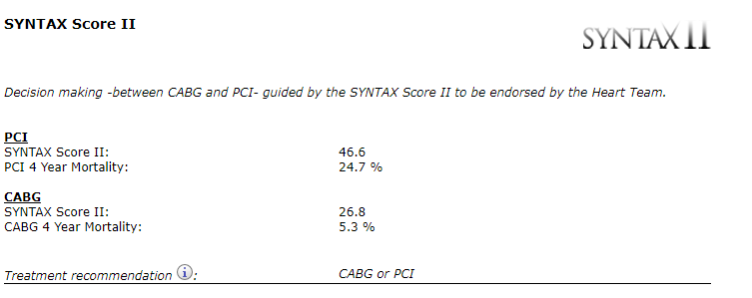 SYNTAX Score II
SYNTAX II
Decision making -between CABG and PCI- guided by the SYNTAX Score II to be endorsed by the Heart Team.
PCI
SYNTAX Score II: 46.6
PCI 4 Year Mortality: 24.7 %
CABG
SYNTAX Score II: 26.8
CABG 4 Year Mortality: 5.3 %
Treatment recommendation i: CABG or PCI